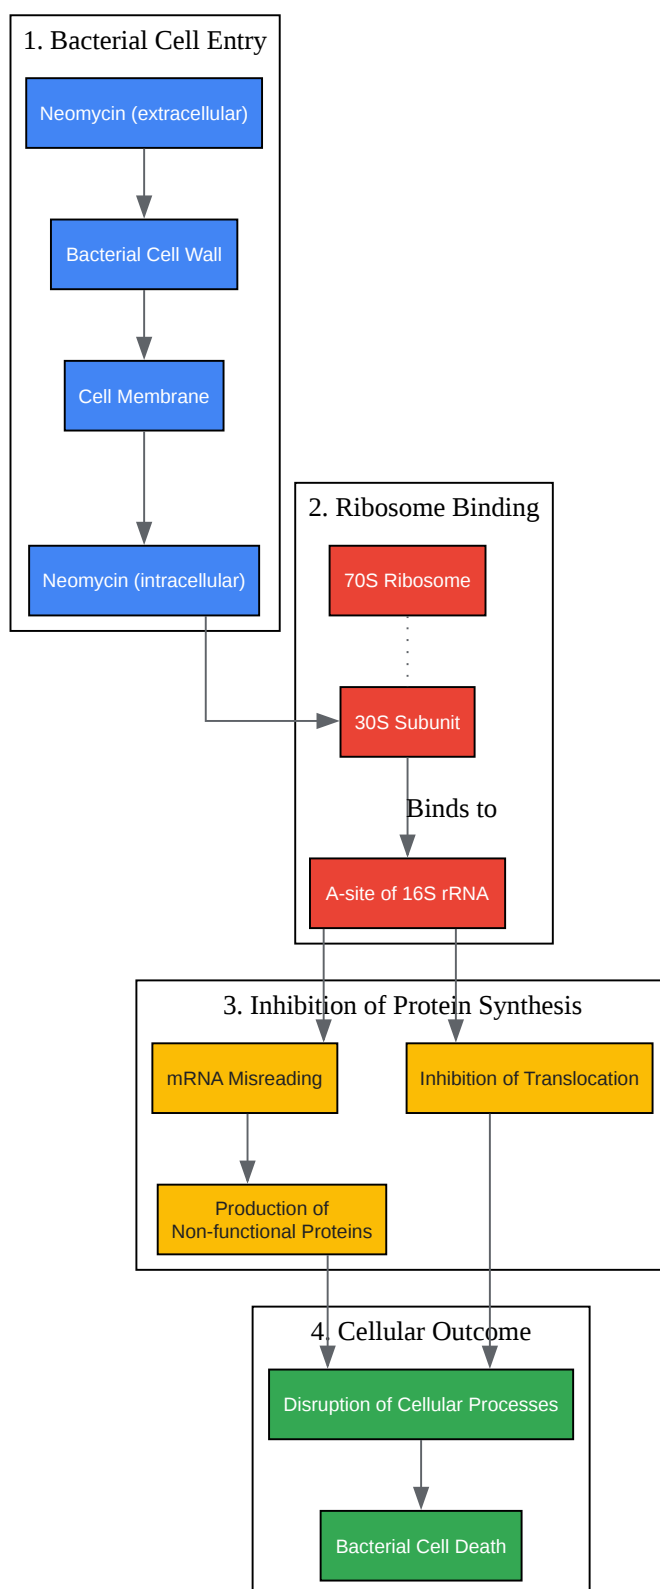 1. Bacterial Cell Entry
Neomycin (extracellular)
Bacterial Cell Wall
Cell Membrane
Neomycin (intracellular)
2. Ribosome Binding
70S Ribosome
30S Subunit
Binds to
A-site of 16S rRNA
3. Inhibition of Protein Synthesis
mRNA Misreading
Inhibition of Translocation
Production of
Non-functional Proteins
4. Cellular Outcome
Disruption of Cellular Processes
Bacterial Cell Death